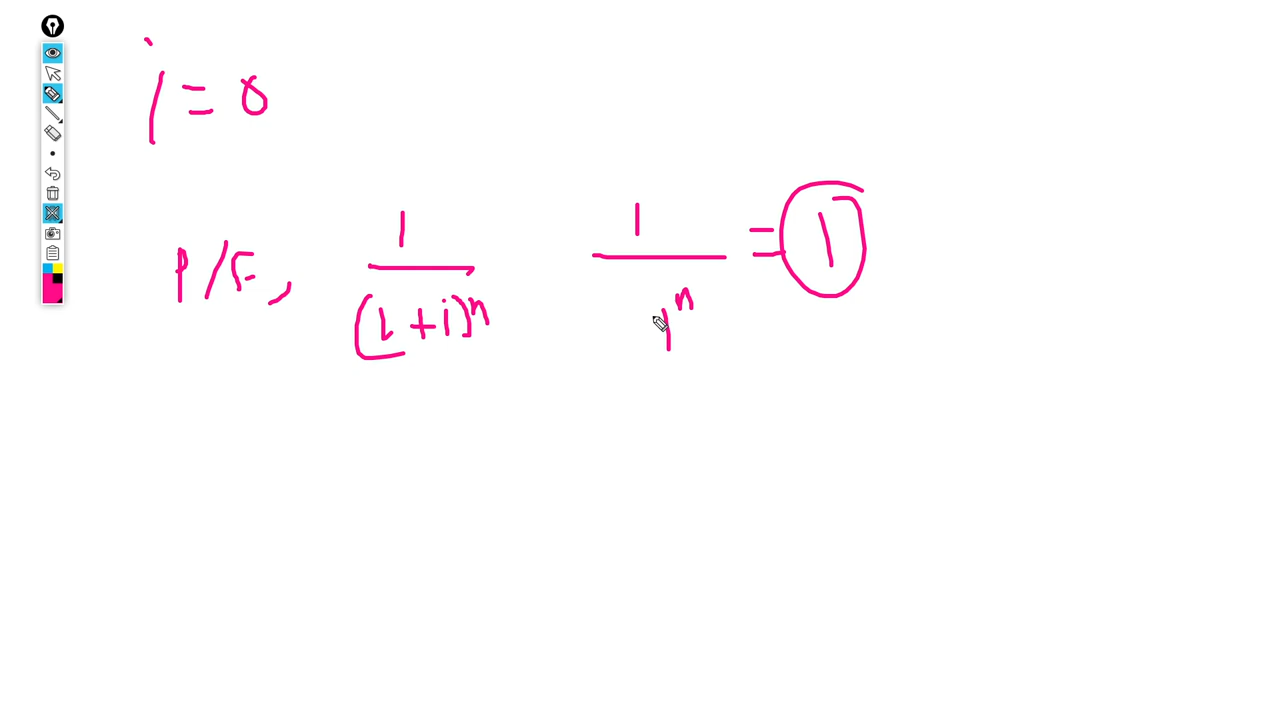 i = 0
P/F, 1/(1+i)^n 1/1^n = 1